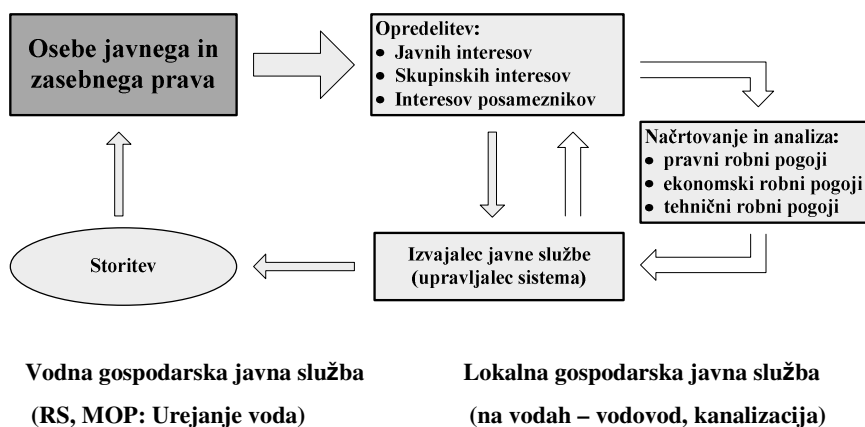 Osebe javnega in
zasebnega prava
Opredelitev:
• Javnih interesov
• Skupinskih interesov
• Interesov posameznikov
Načrtovanje in analiza:
• pravni robni pogoji
• ekonomski robni pogoji
• tehnični robni pogoji
Storitev
Izvajalec javne službe
(upravljalec sistema)
Vodna gospodarska javna služba
(RS, MOP: Urejanje voda)
Lokalna gospodarska javna služba
(na vodah – vodovod, kanalizacija)